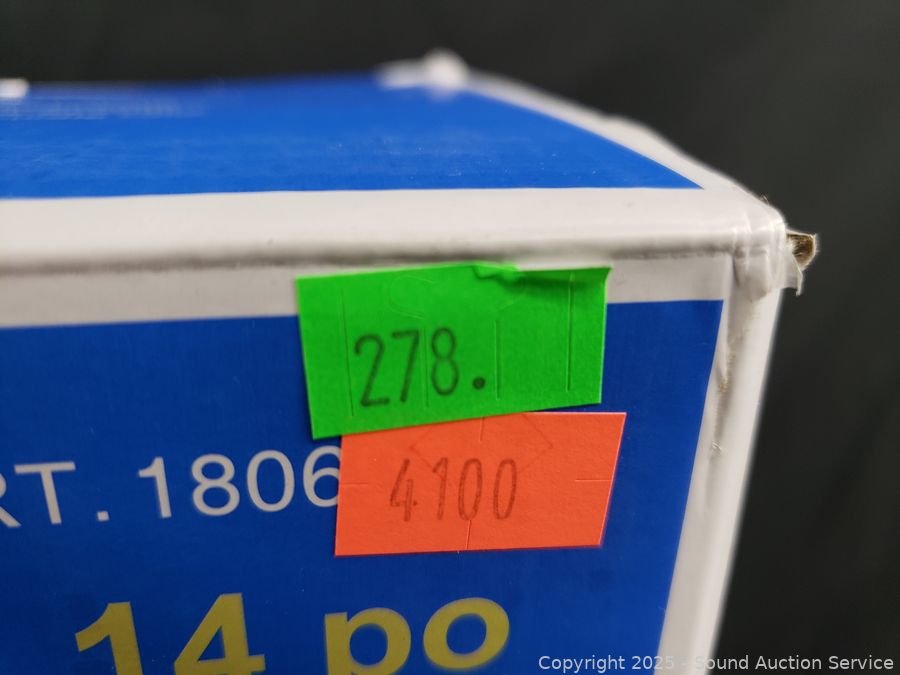 278.
4100
RT. 1806
14 po
Copyright 2025 - Sound Auction Service